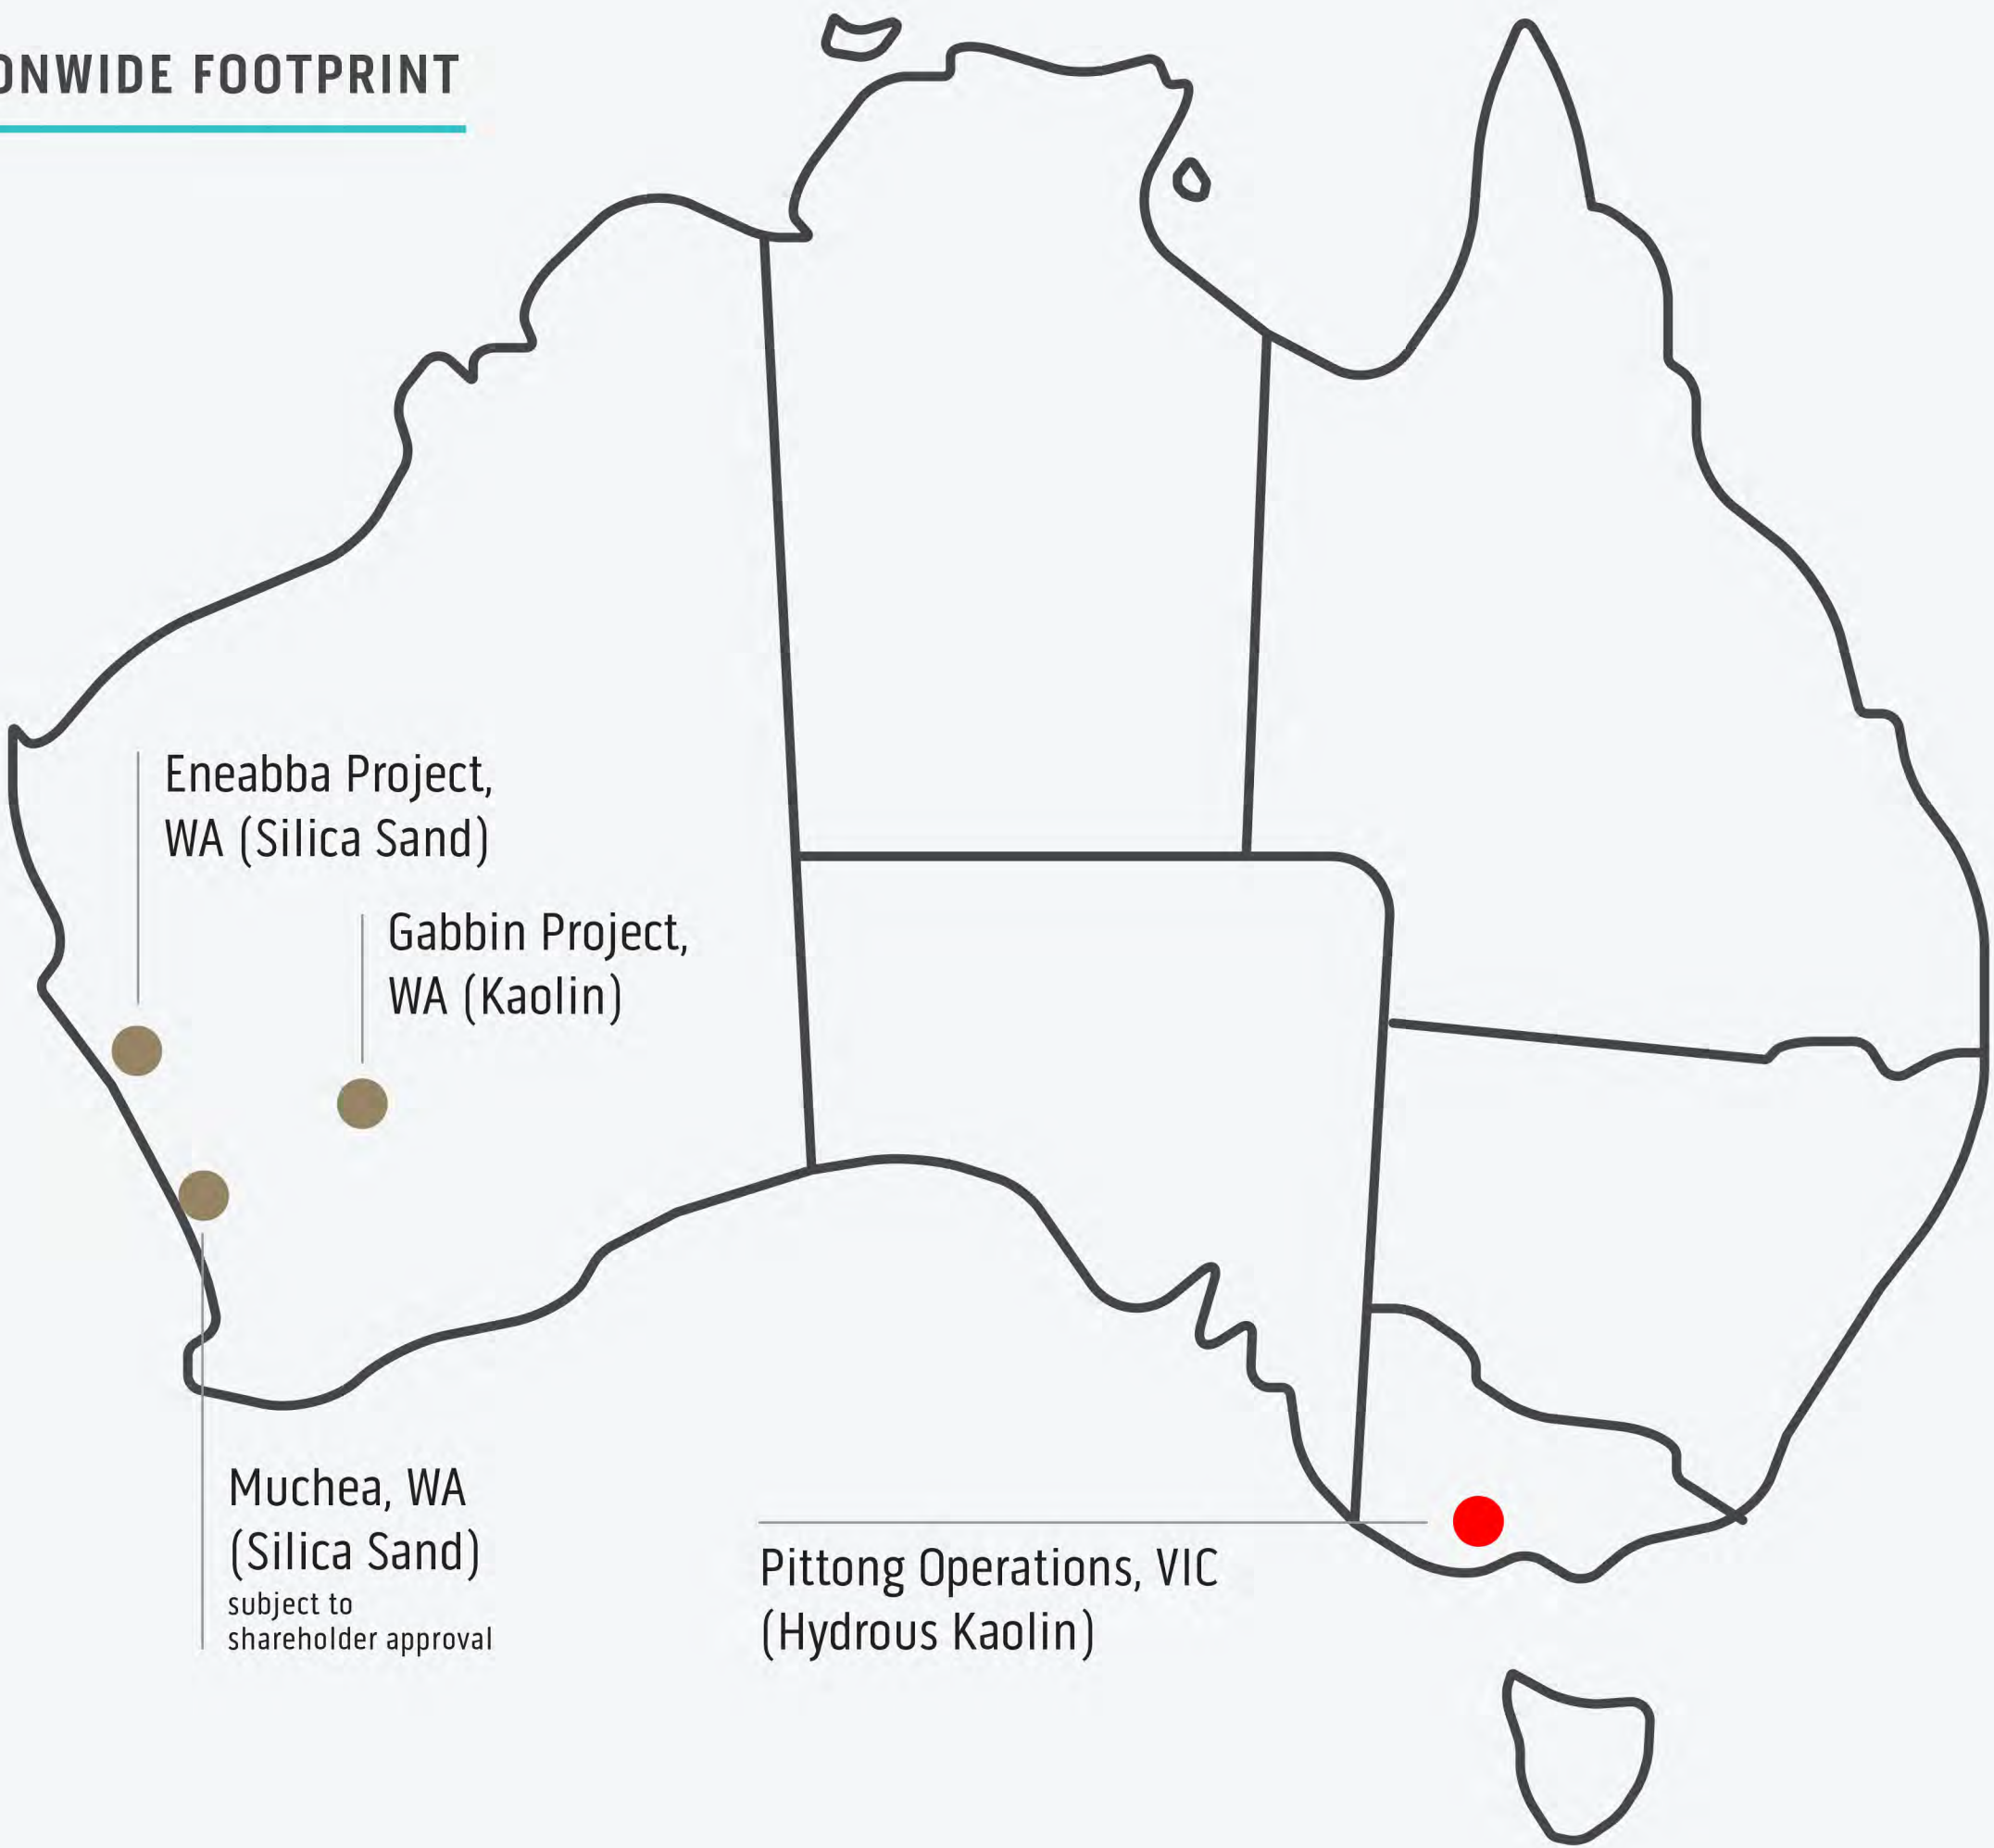 ONWIDE FOOTPRINT
Eneabba Project,
WA (Silica Sand)
Gabbin Project,
WA (Kaolin)
Muchea, WA
(Silica Sand)
subject to
shareholder approval
Pittong Operations, VIC
(Hydrous Kaolin)